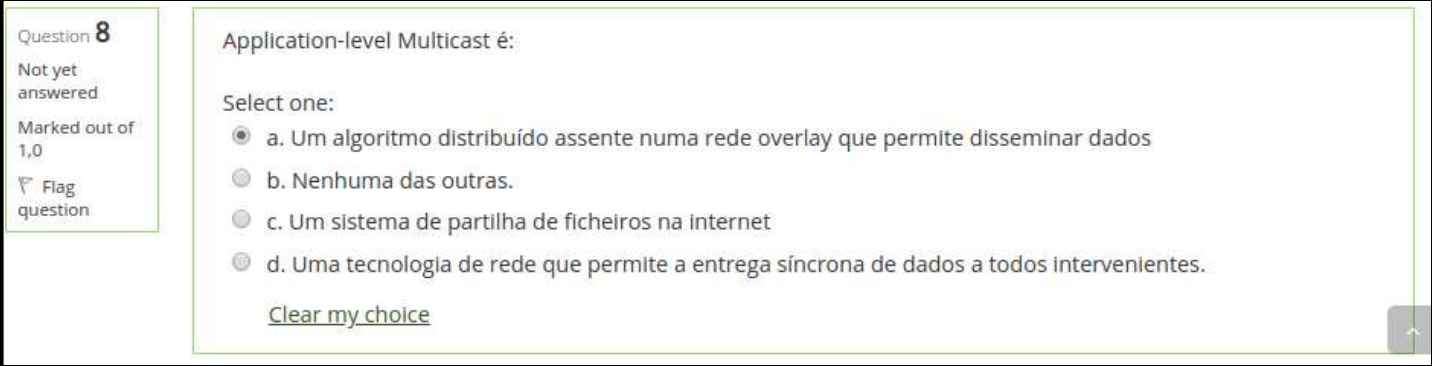 Question 8
Not yet
answered
Marked out of
1,0
Flag
question
Application-level Multicast é:
Select one:
a. Um algoritmo distribuído assente numa rede overlay que permite disseminar dados
b. Nenhuma das outras.
c. Um sistema de partilha de ficheiros na internet
d. Uma tecnologia de rede que permite a entrega síncrona de dados a todos intervenientes.
Clear my choice